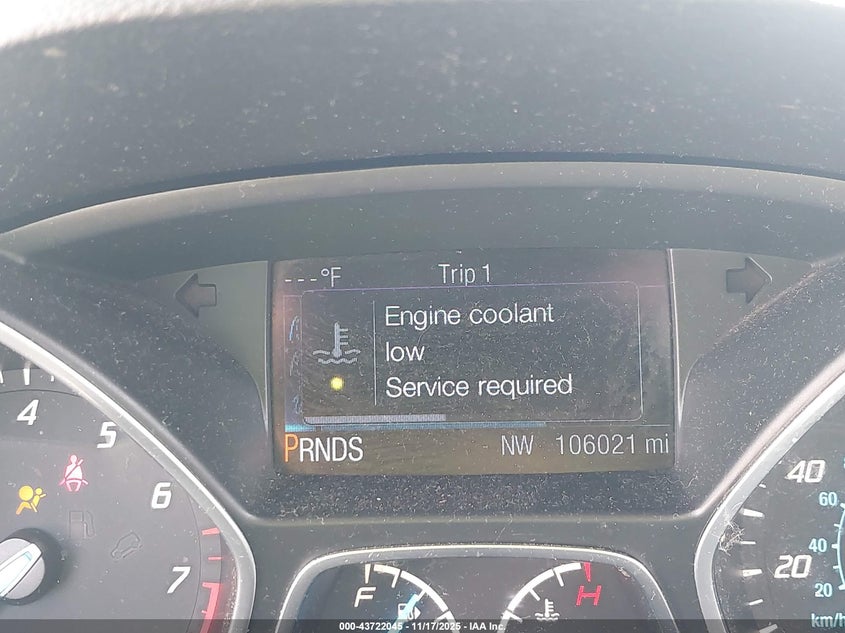 ---°F Trip 1
Engine coolant
low
Service required
PRNDS NW 106021 mi
4
5
6
7
40
20
60
40
20
km/h
F
H
000-43722045 - 11/17/2025 - IAA Inc.